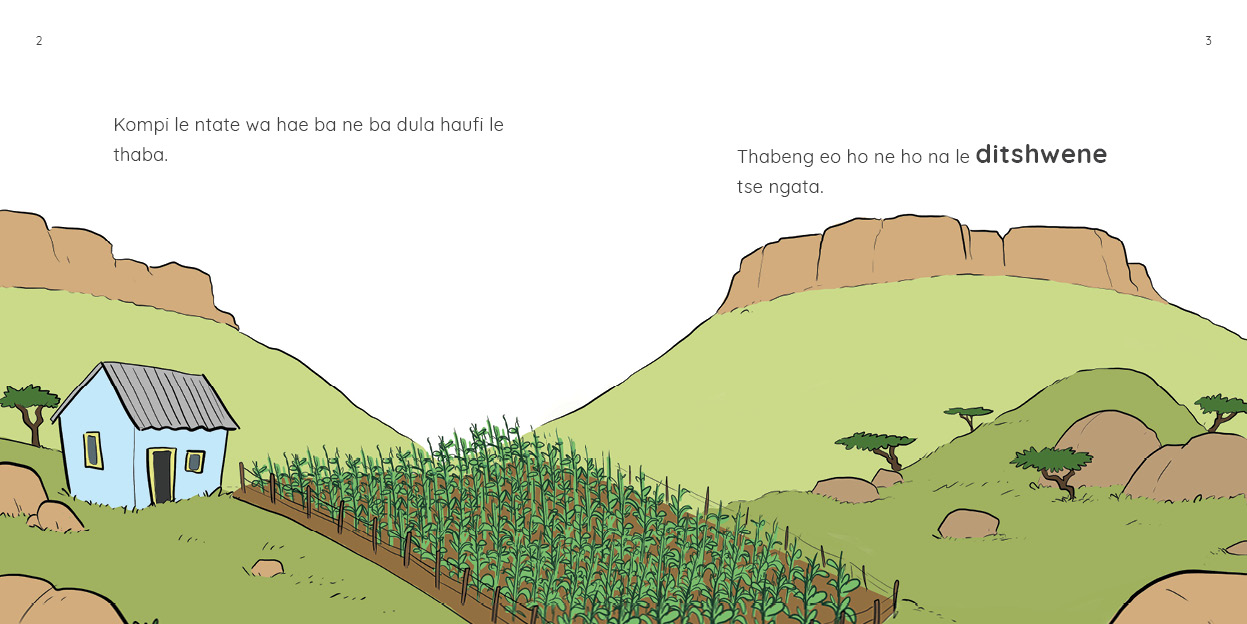 2
Kompi le ntate wa hae ba ne ba dula haufi le
thaba.
3
Thabeng eo ho ne ho na le ditshwene
tse ngata.